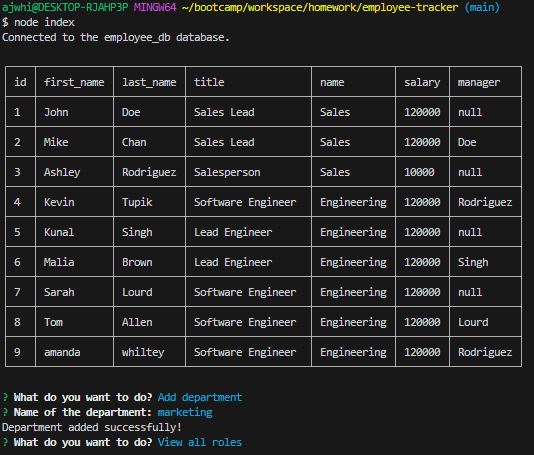 ajwhi@DESKTOP-RJAHP3P MINGW64 ~/bootcamp/workspace/homework/employee-tracker (main)
$ node index
Connected to the employee_db database.
id first_name last_name title name salary manager
1 John Doe Sales Lead Sales 120000 null
2 Mike Chan Sales Lead Sales 120000 Doe
3 Ashley Rodriguez Salesperson Sales 10000 null
4 Kevin Tupik Software Engineer Engineering 120000 Rodriguez
5 Kunal Singh Lead Engineer Engineering 120000 null
6 Malia Brown Lead Engineer Engineering 120000 Singh
7 Sarah Lourd Software Engineer Engineering 120000 null
8 Tom Allen Software Engineer Engineering 120000 Lourd
9 amanda whiltey Software Engineer Engineering 120000 Rodriguez
? What do you want to do? Add department
? Name of the department: marketing
Department added successfully!
? What do you want to do? View all roles